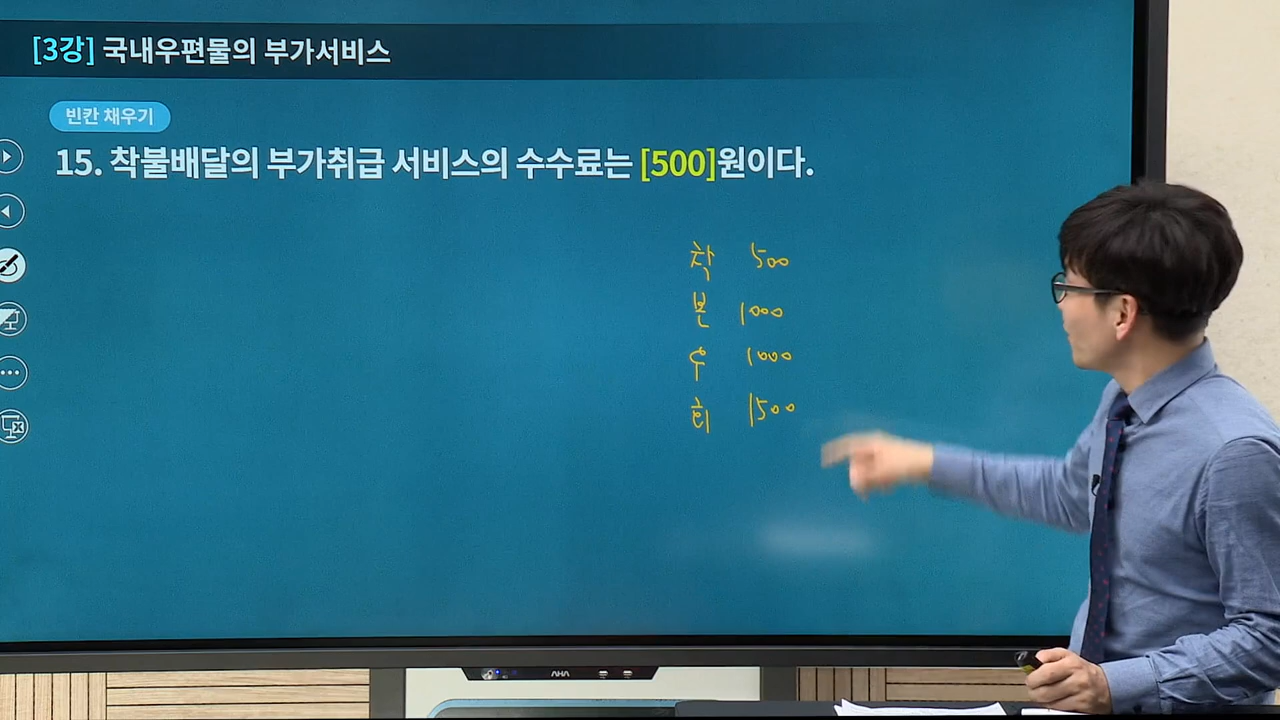 [3강] 국내우편물의 부가서비스
빈칸 채우기
15. 착불배달의 부가취급 서비스의 수수료는 [500]원이다.
착 500
본 1000
우 1000
회 1500
AHA